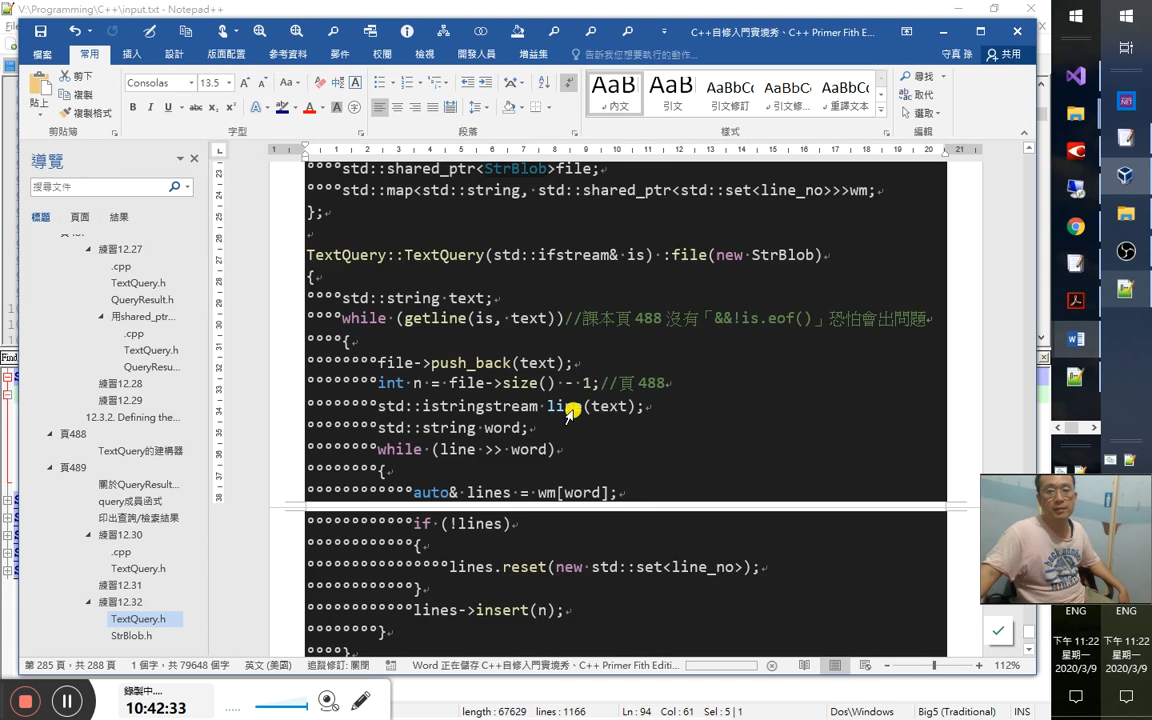 V:\Programming\C++\input.txt - Notepad++
C++自修入門實境秀、C++ Primer Fith E...
檔案
常用
插入
設計
版面配置
參考資料
郵件
校閱
檢視
開發人員
增益集
告訴我您想要執行的動作...
守真 孫
共用
剪下
複製
複製格式
貼上
Consolas
13.5
AaB
AaB
AaBbCc
AaBbCc
AaBbCc
內文
引文
引文修訂
引文修...
重譯文本
尋找
取代
選取
剪貼簿
字型
段落
樣式
編輯
導覽
搜尋文件
標題
頁面
結果
練習12.27
.cpp
TextQuery.h
QueryResult.h
用shared_ptr...
.cpp
TextQuery.h
QueryResu...
練習12.28
練習12.29
12.3.2. Defining the...
頁488
TextQuery的建構器
頁489
關於QueryResult...
query成員函式
印出查詢/檢索結果
練習12.30
.cpp
TextQuery.h
練習12.31
練習12.32
TextQuery.h
StrBlob.h
std::shared_ptr<StrBlob>file;
std::map<std::string, std::shared_ptr<std::set<line_no>>>wm;
};
TextQuery::TextQuery(std::ifstream& is) :file(new StrBlob)
{
std::string text;
while (getline(is, text))//課本頁488沒有「&&!is.eof()」恐怕會出問題
{
file->push_back(text);
int n = file->size() - 1;//頁488
std::istringstream line(text);
std::string word;
while (line >> word)
{
auto& lines = wm[word];
if (!lines)
{
lines.reset(new std::set<line_no>);
}
lines->insert(n);
}
}
第 285 頁，共 288 頁
1 個字，共 79648 個字
英文 (美國)
追蹤修訂: 關閉
Word 正在儲存 C++自修入門實境秀、C++ Primer Fith Editi...
112%
錄製中....
10:42:33
length : 67629 lines : 1166
Ln : 94 Col : 61 Sel : 5 | 1
Dos\Windows
Big5 (Traditional)
INS
ENG
下午 11:22
星期一
2020/3/9
ENG
下午 11:22
星期一
2020/3/9